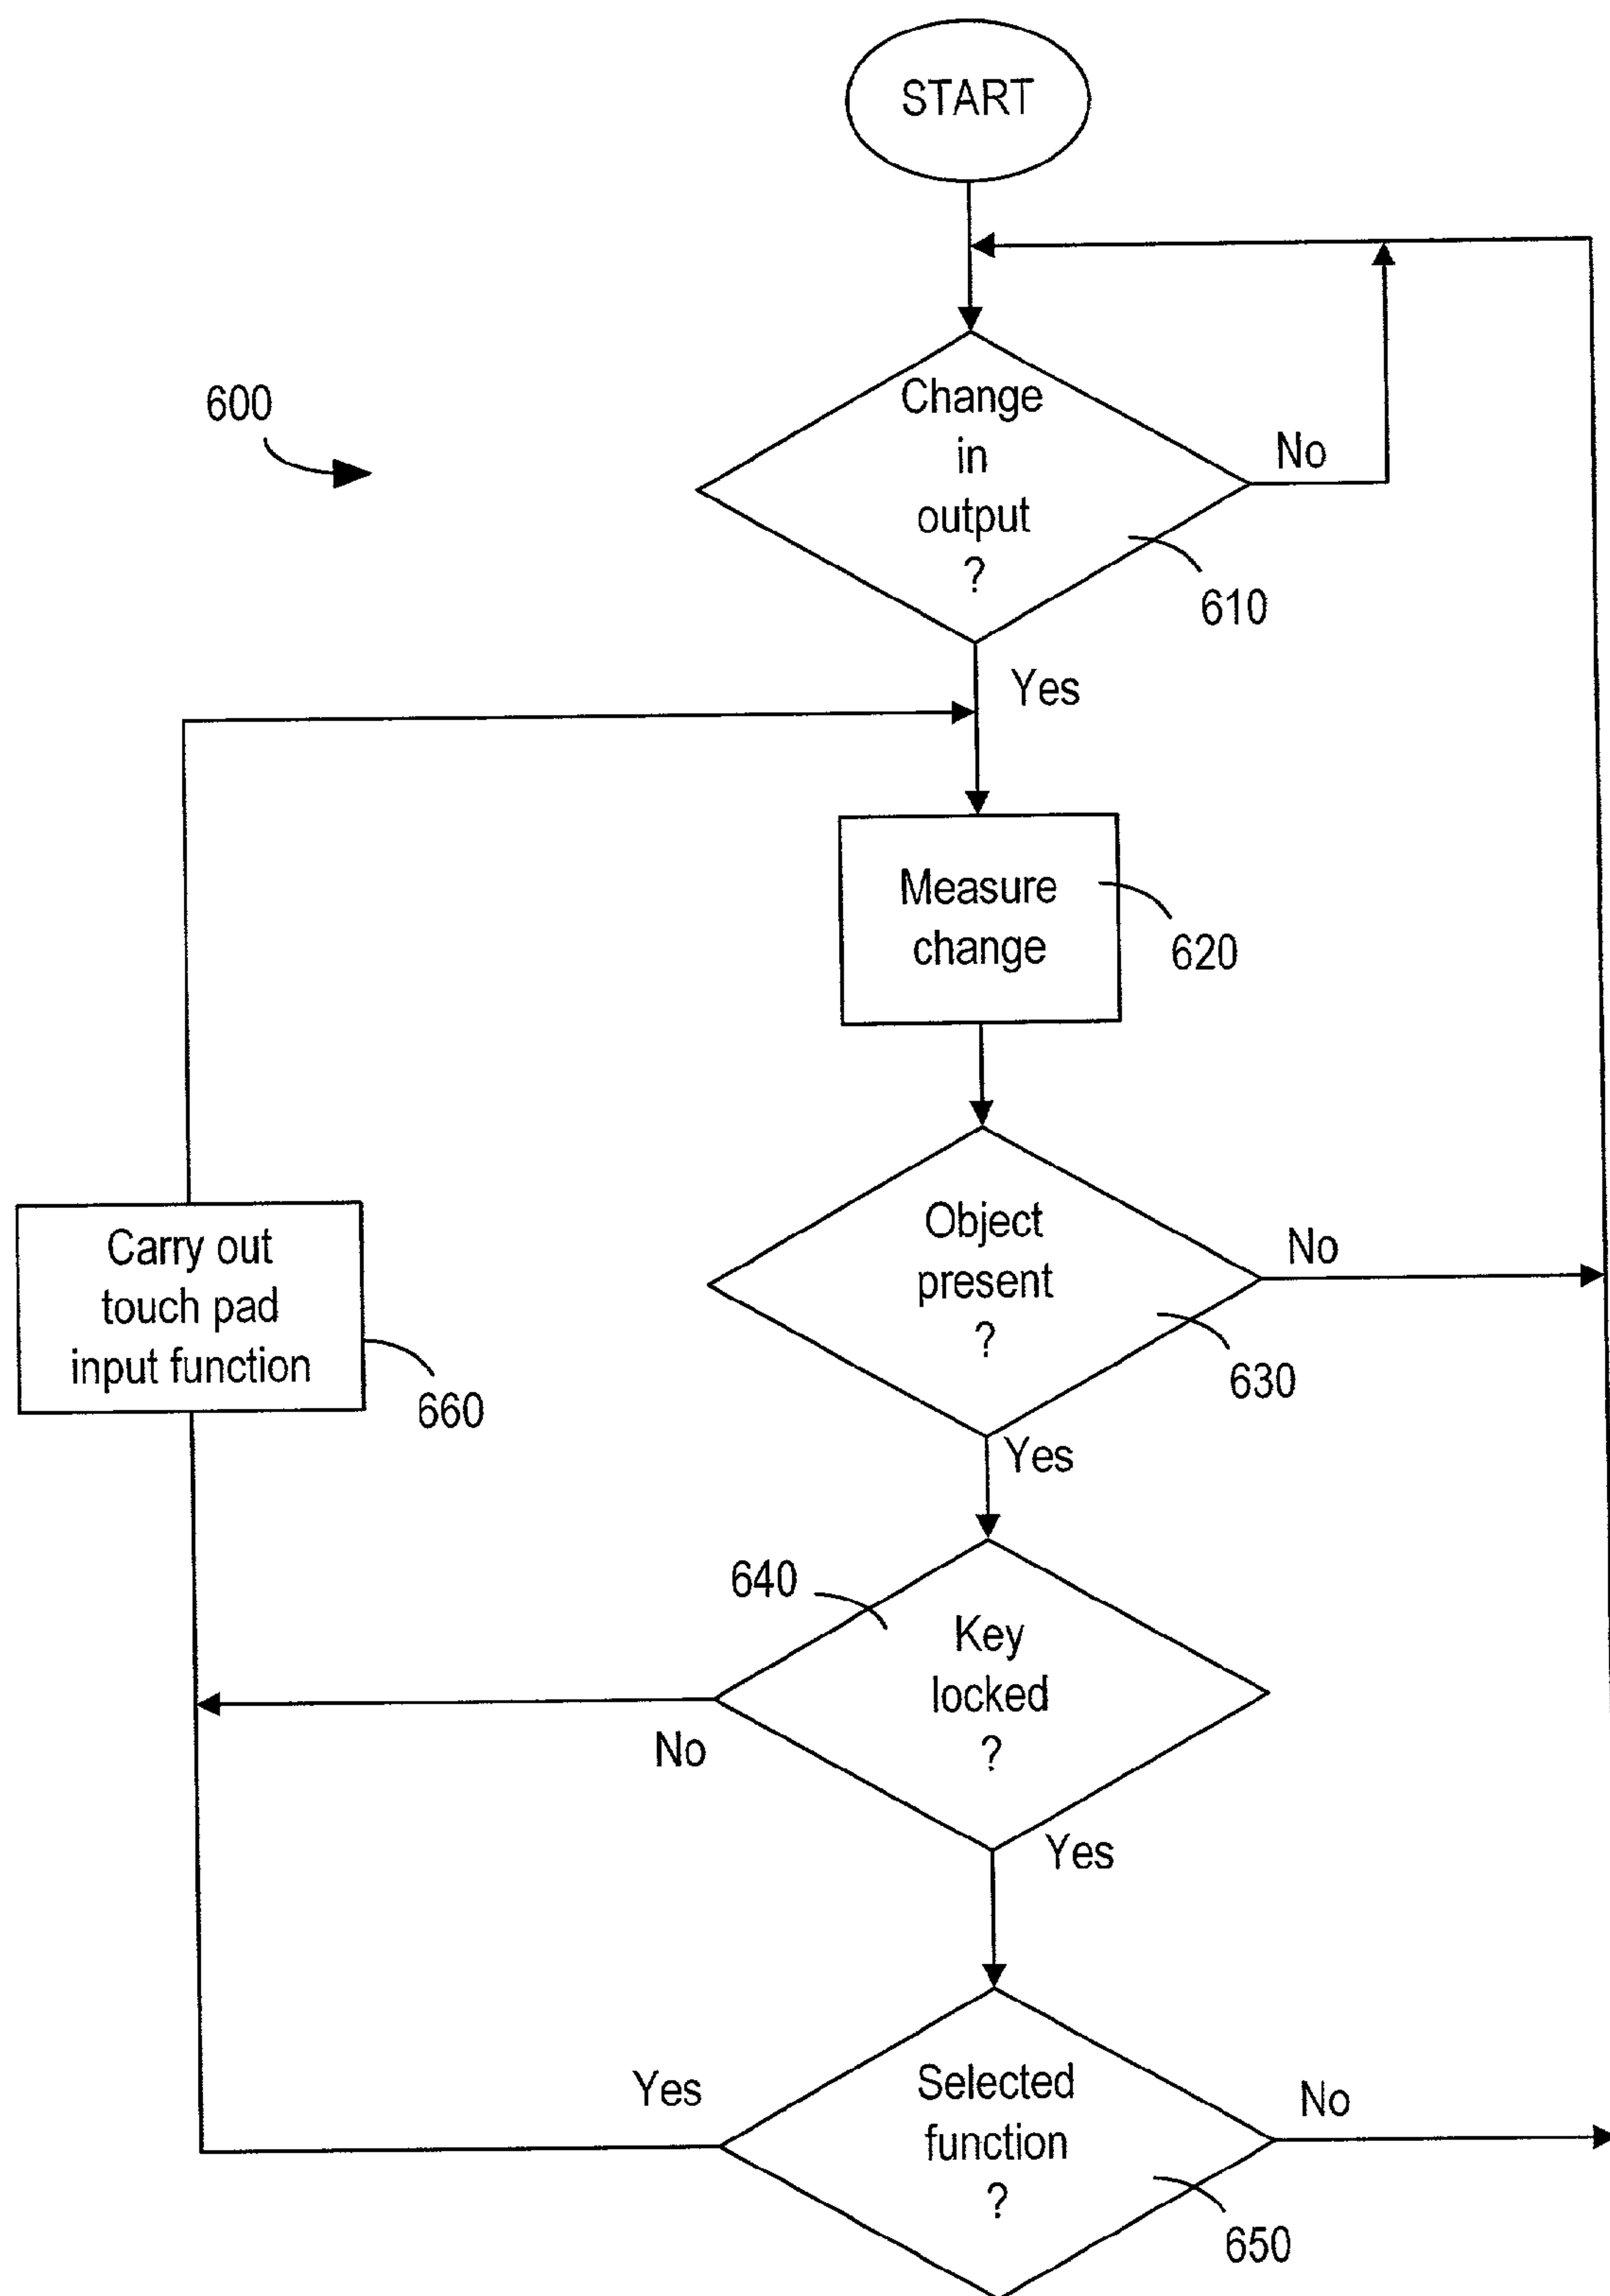 START
600
Change
in
output
?
No
610
Yes
Measure
change
620
Object
present
?
No
630
Yes
Carry out
touch pad
input function
660
640
Key
locked
?
No
Yes
Selected
function
?
Yes
No
650